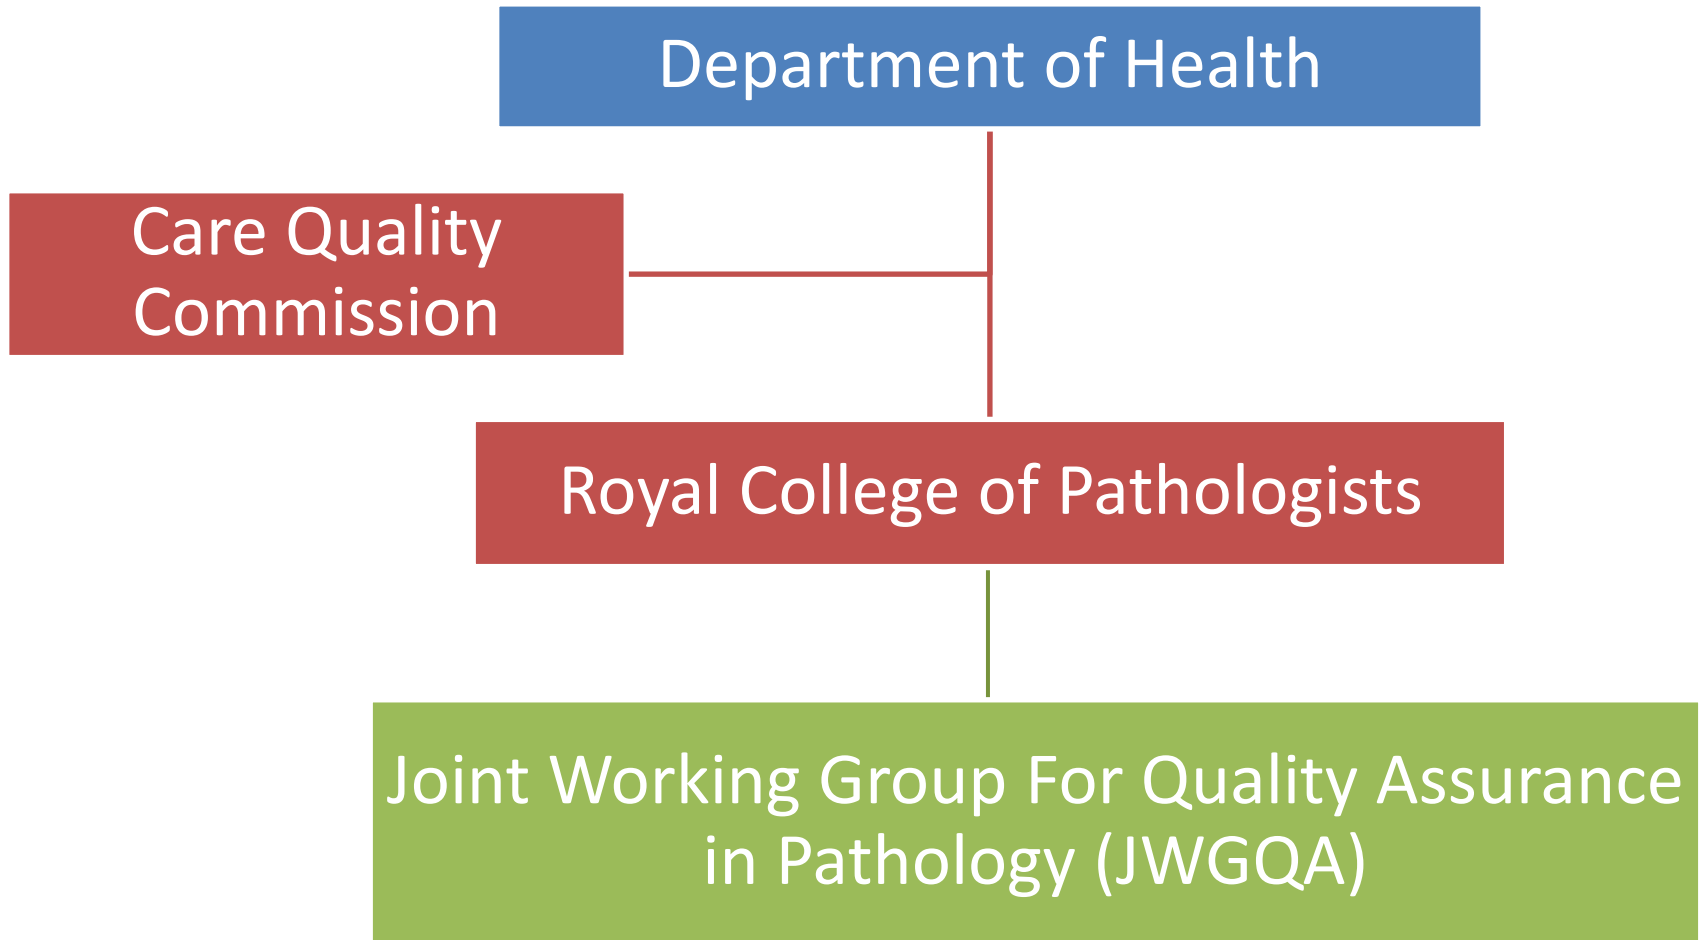 Department of Health
Care Quality
Commission
Royal College of Pathologists
Joint Working Group For Quality Assurance
in Pathology (JWGQA)